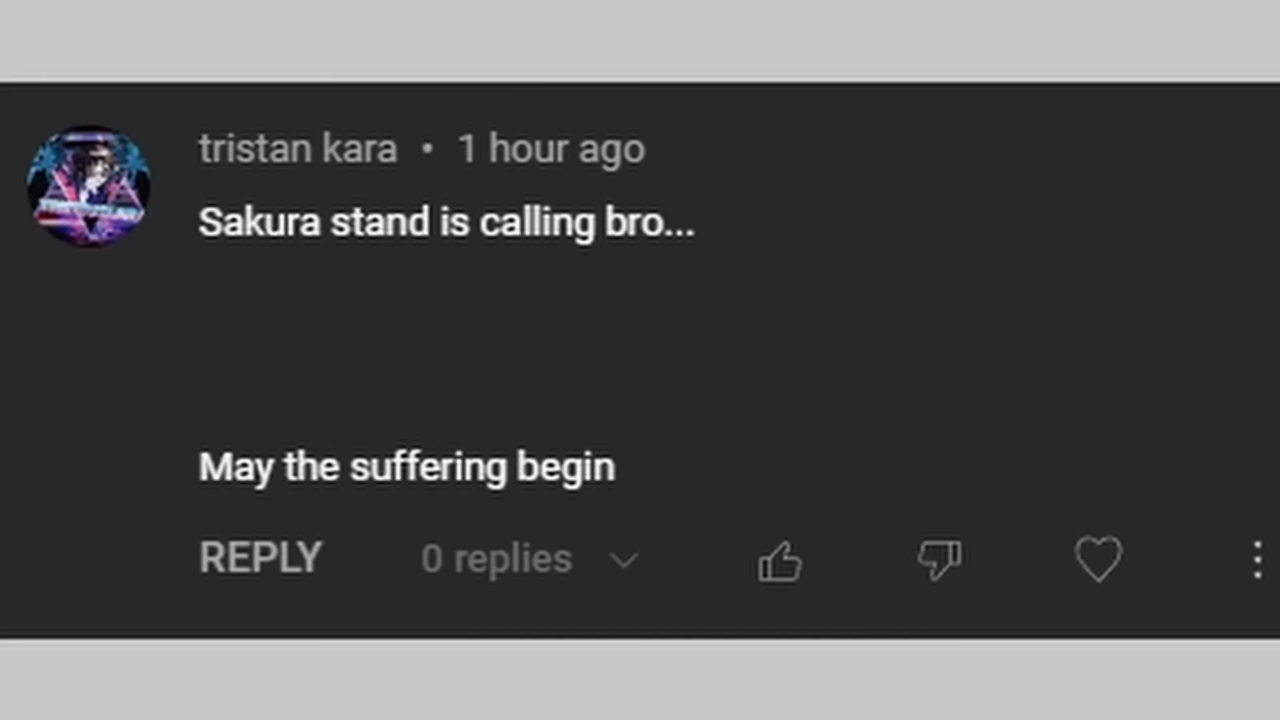 tristan kara • 1 hour ago
Sakura stand is calling bro...
May the suffering begin
REPLY 0 replies